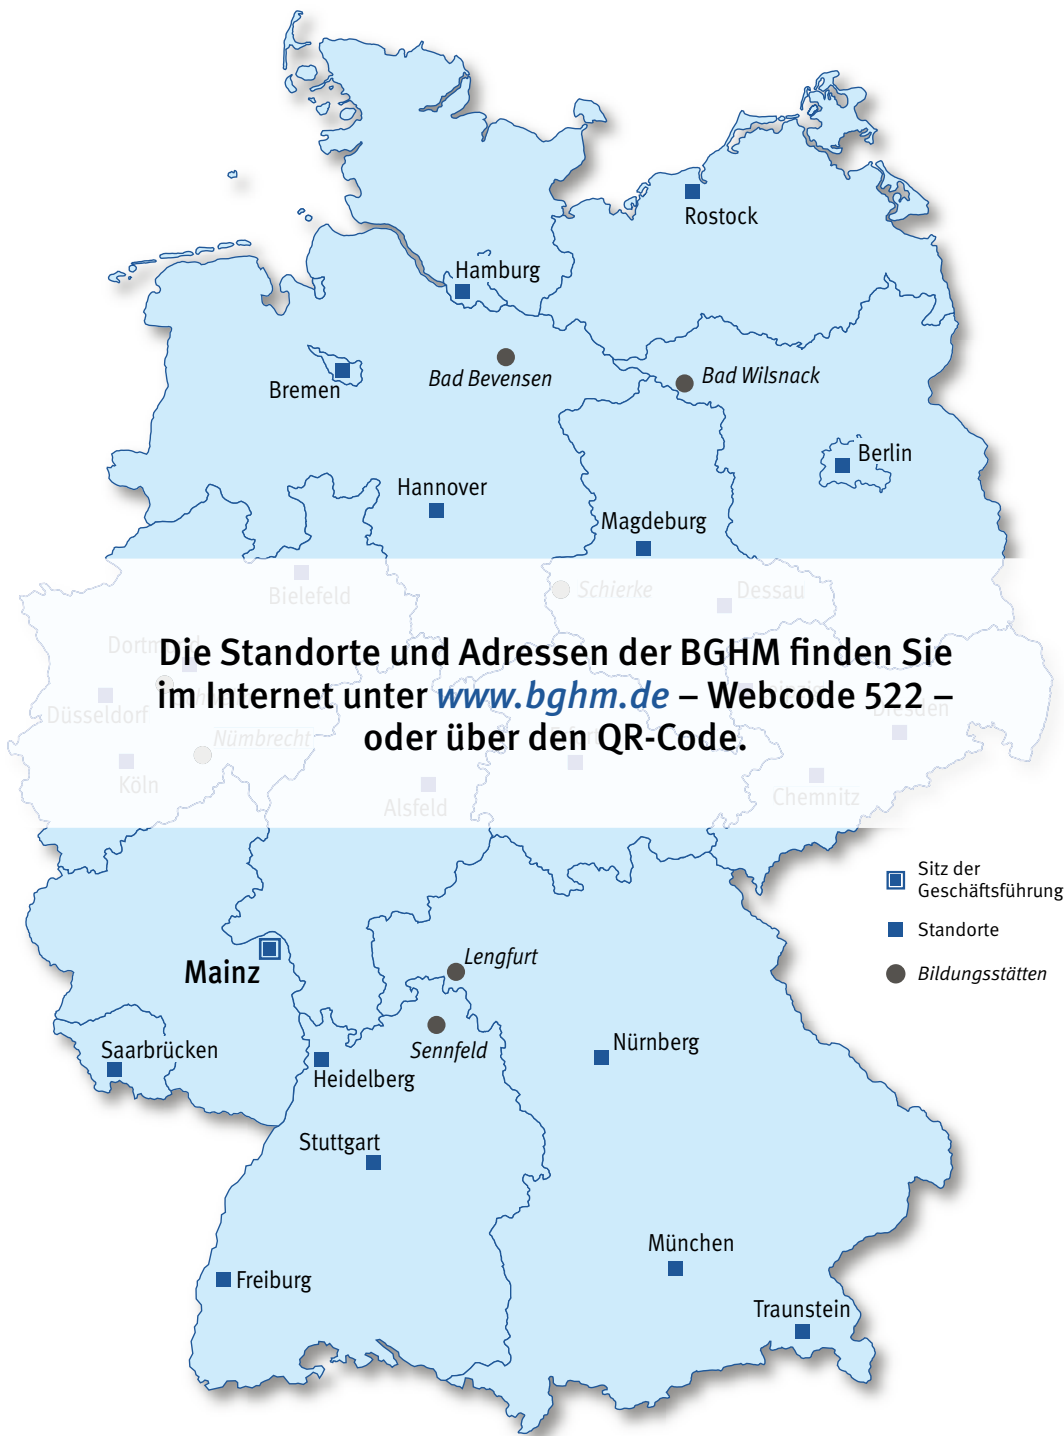 Rostock
Hamburg
Bad Bevensen
Bad Wilsnack
Bremen
Berlin
Hannover
Magdeburg
Bielefeld
Schierke
Dessau
Die Standorte und Adressen der BGHM finden Sie
im Internet unter www.bghm.de – Webcode 522 –
oder über den QR-Code.
Düsseldorf
Dresden
Nümbrecht
Köln
Alsfeld
Chemnitz
Sitz der
Geschäftsführung
Standorte
Bildungsstätten
Mainz
Lengfurt
Saarbrücken
Heidelberg
Sennfeld
Nürnberg
Stuttgart
München
Freiburg
Traunstein